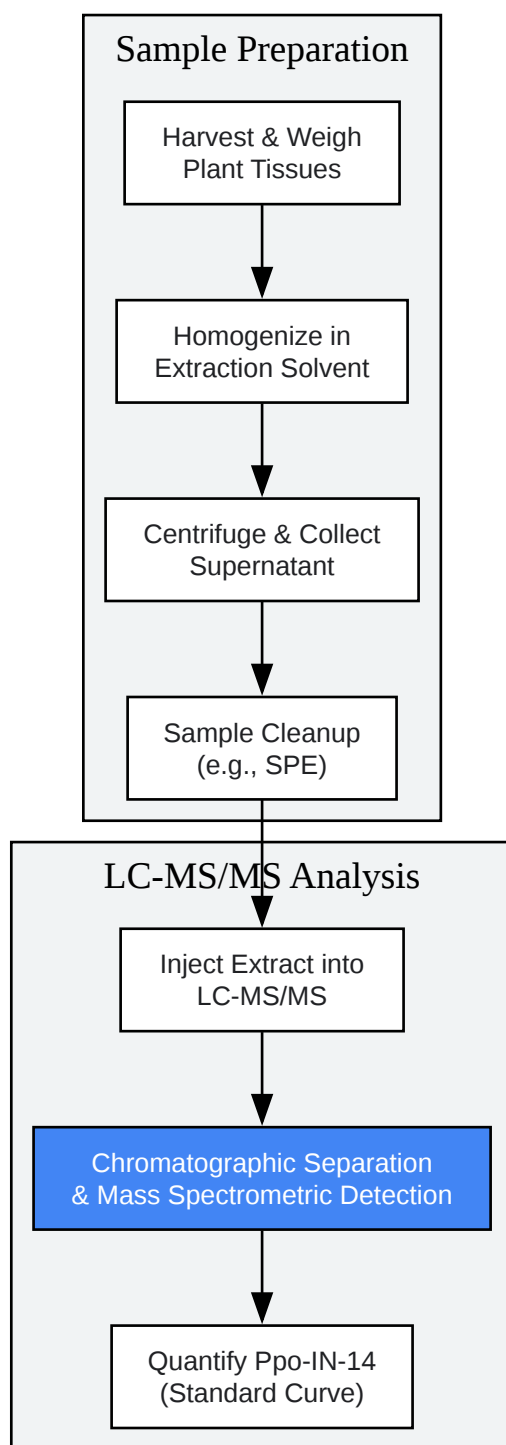 Sample Preparation
Harvest & Weigh
Plant Tissues
Homogenize in
Extraction Solvent
Centrifuge & Collect
Supernatant
Sample Cleanup
(e.g., SPE)
LC-MS/MS Analysis
Inject Extract into
LC-MS/MS
Chromatographic Separation
& Mass Spectrometric Detection
Quantify Ppo-IN-14
(Standard Curve)